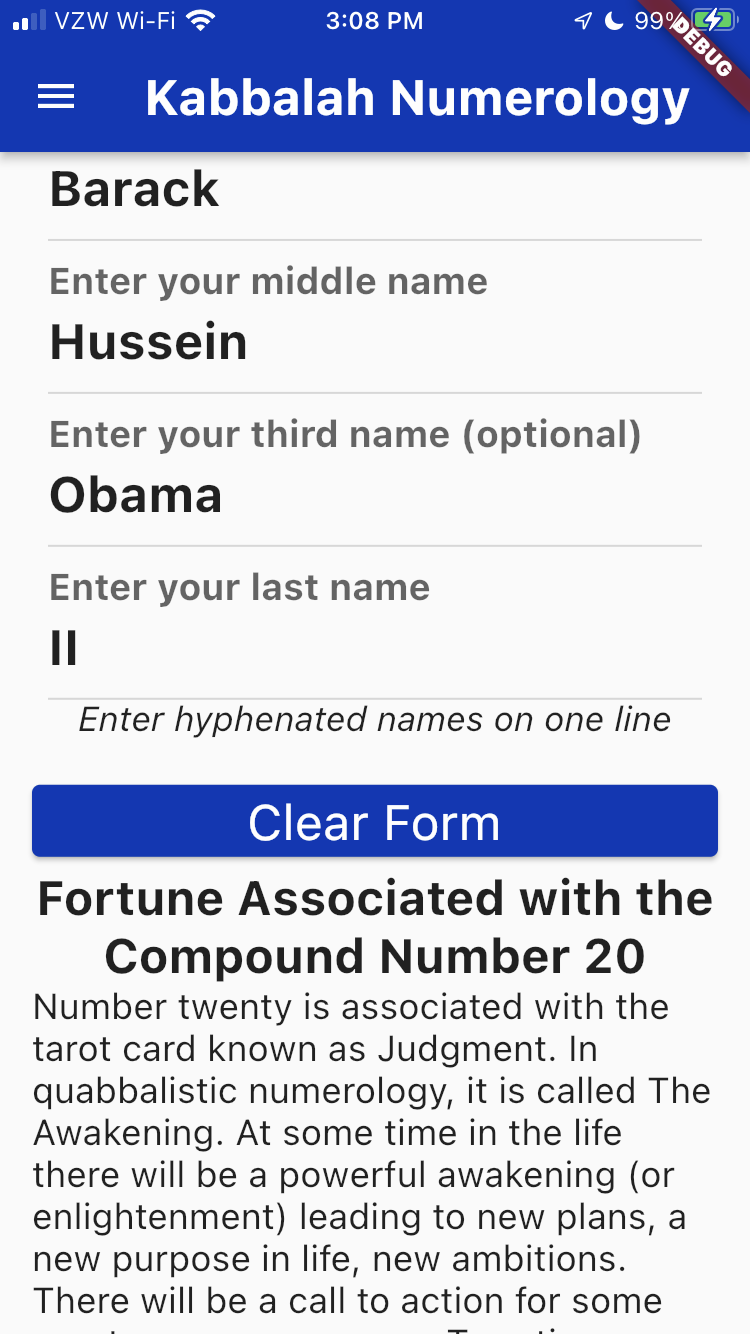 VZW Wi-Fi 3:08 PM 99%
DEBUG
Kabbalah Numerology
Barack
Enter your middle name
Hussein
Enter your third name (optional)
Obama
Enter your last name
II
Enter hyphenated names on one line
Clear Form
Fortune Associated with the
Compound Number 20
Number twenty is associated with the
tarot card known as Judgment. In
quabbalistic numerology, it is called The
Awakening. At some time in the life
there will be a powerful awakening (or
enlightenment) leading to new plans, a
new purpose in life, new ambitions.
There will be a call to action for some